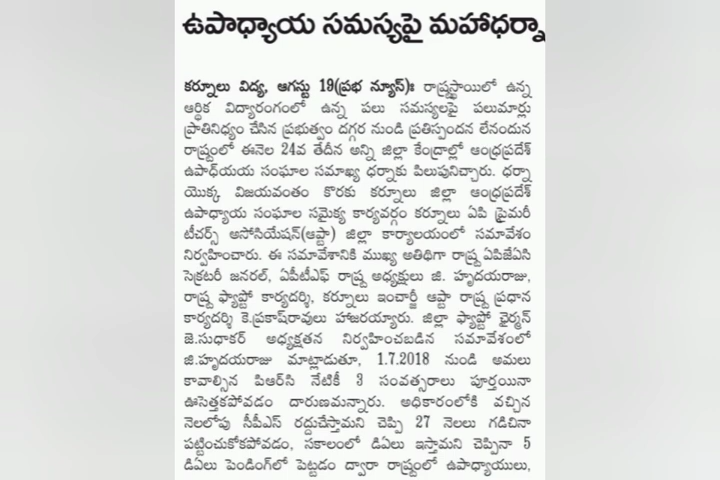 ఉపాధ్యాయ సమస్యపై మహాధర్నా
కర్నూలు విద్య, ఆగస్టు 19(ప్రభ న్యూస్): రాష్ట్రస్థాయిలో ఉన్న
ఆర్థిక విద్యారంగంలో ఉన్న పలు సమస్యలపై పలుమార్లు
ప్రాతినిధ్యం చేసిన ప్రభుత్వం దగ్గర నుండి ప్రతిస్పందన లేనందున
రాష్ట్రంలో ఈనెల 24వ తేదీన అన్ని జిల్లా కేంద్రాల్లో ఆంధ్రప్రదేశ్
ఉపాధ్యయ సంఘాల సమాఖ్య ధర్నాకు పిలుపునిచ్చారు. ధర్నా
యొక్క విజయవంతం కొరకు కర్నూలు జిల్లా ఆంధ్రప్రదేశ్
ఉపాధ్యాయ సంఘాల సమైక్య కార్యవర్గం కర్నూలు ఏపి ప్రైమరీ
టీచర్స్ అసోసియేషన్(ఆప్టా) జిల్లా కార్యాలయంలో సమావేశం
నిర్వహించారు. ఈ సమావేశానికి ముఖ్య అతిథిగా రాష్ట్ర ఏపిజేఏసి
సెక్రటరీ జనరల్, ఏపీటీఎఫ్ రాష్ట్ర అధ్యక్షులు జి. హృదయరాజు,
రాష్ట్ర ఫ్యాప్టో కార్యదర్శి, కర్నూలు ఇంచార్జీ ఆప్టా రాష్ట్ర ప్రధాన
కార్యదర్శి కె.ప్రకాష్‌రావులు హాజరయ్యారు. జిల్లా ఫ్యాప్టో ఛైర్మన్
జె.సుధాకర్ అధ్యక్షతన నిర్వహించబడిన సమావేశంలో
జి.హృదయరాజు మాట్లాడుతూ, 1.7.2018 నుండి అమలు
కావాల్సిన పిఆర్‌సి నేటికీ 3 సంవత్సరాలు పూర్తయినా
ఊసెత్తకపోవడం దారుణమన్నారు. అధికారంలోకి వచ్చిన
నెలలోపు సీపీఎస్ రద్దుచేస్తామని చెప్పి 27 నెలలు గడిచినా
పట్టించుకోకపోవడం, సకాలంలో డిఏలు ఇస్తామని చెప్పినా 5
డిఏలు పెండింగ్‌లో పెట్టడం ద్వారా రాష్ట్రంలో ఉపాధ్యాయులు,